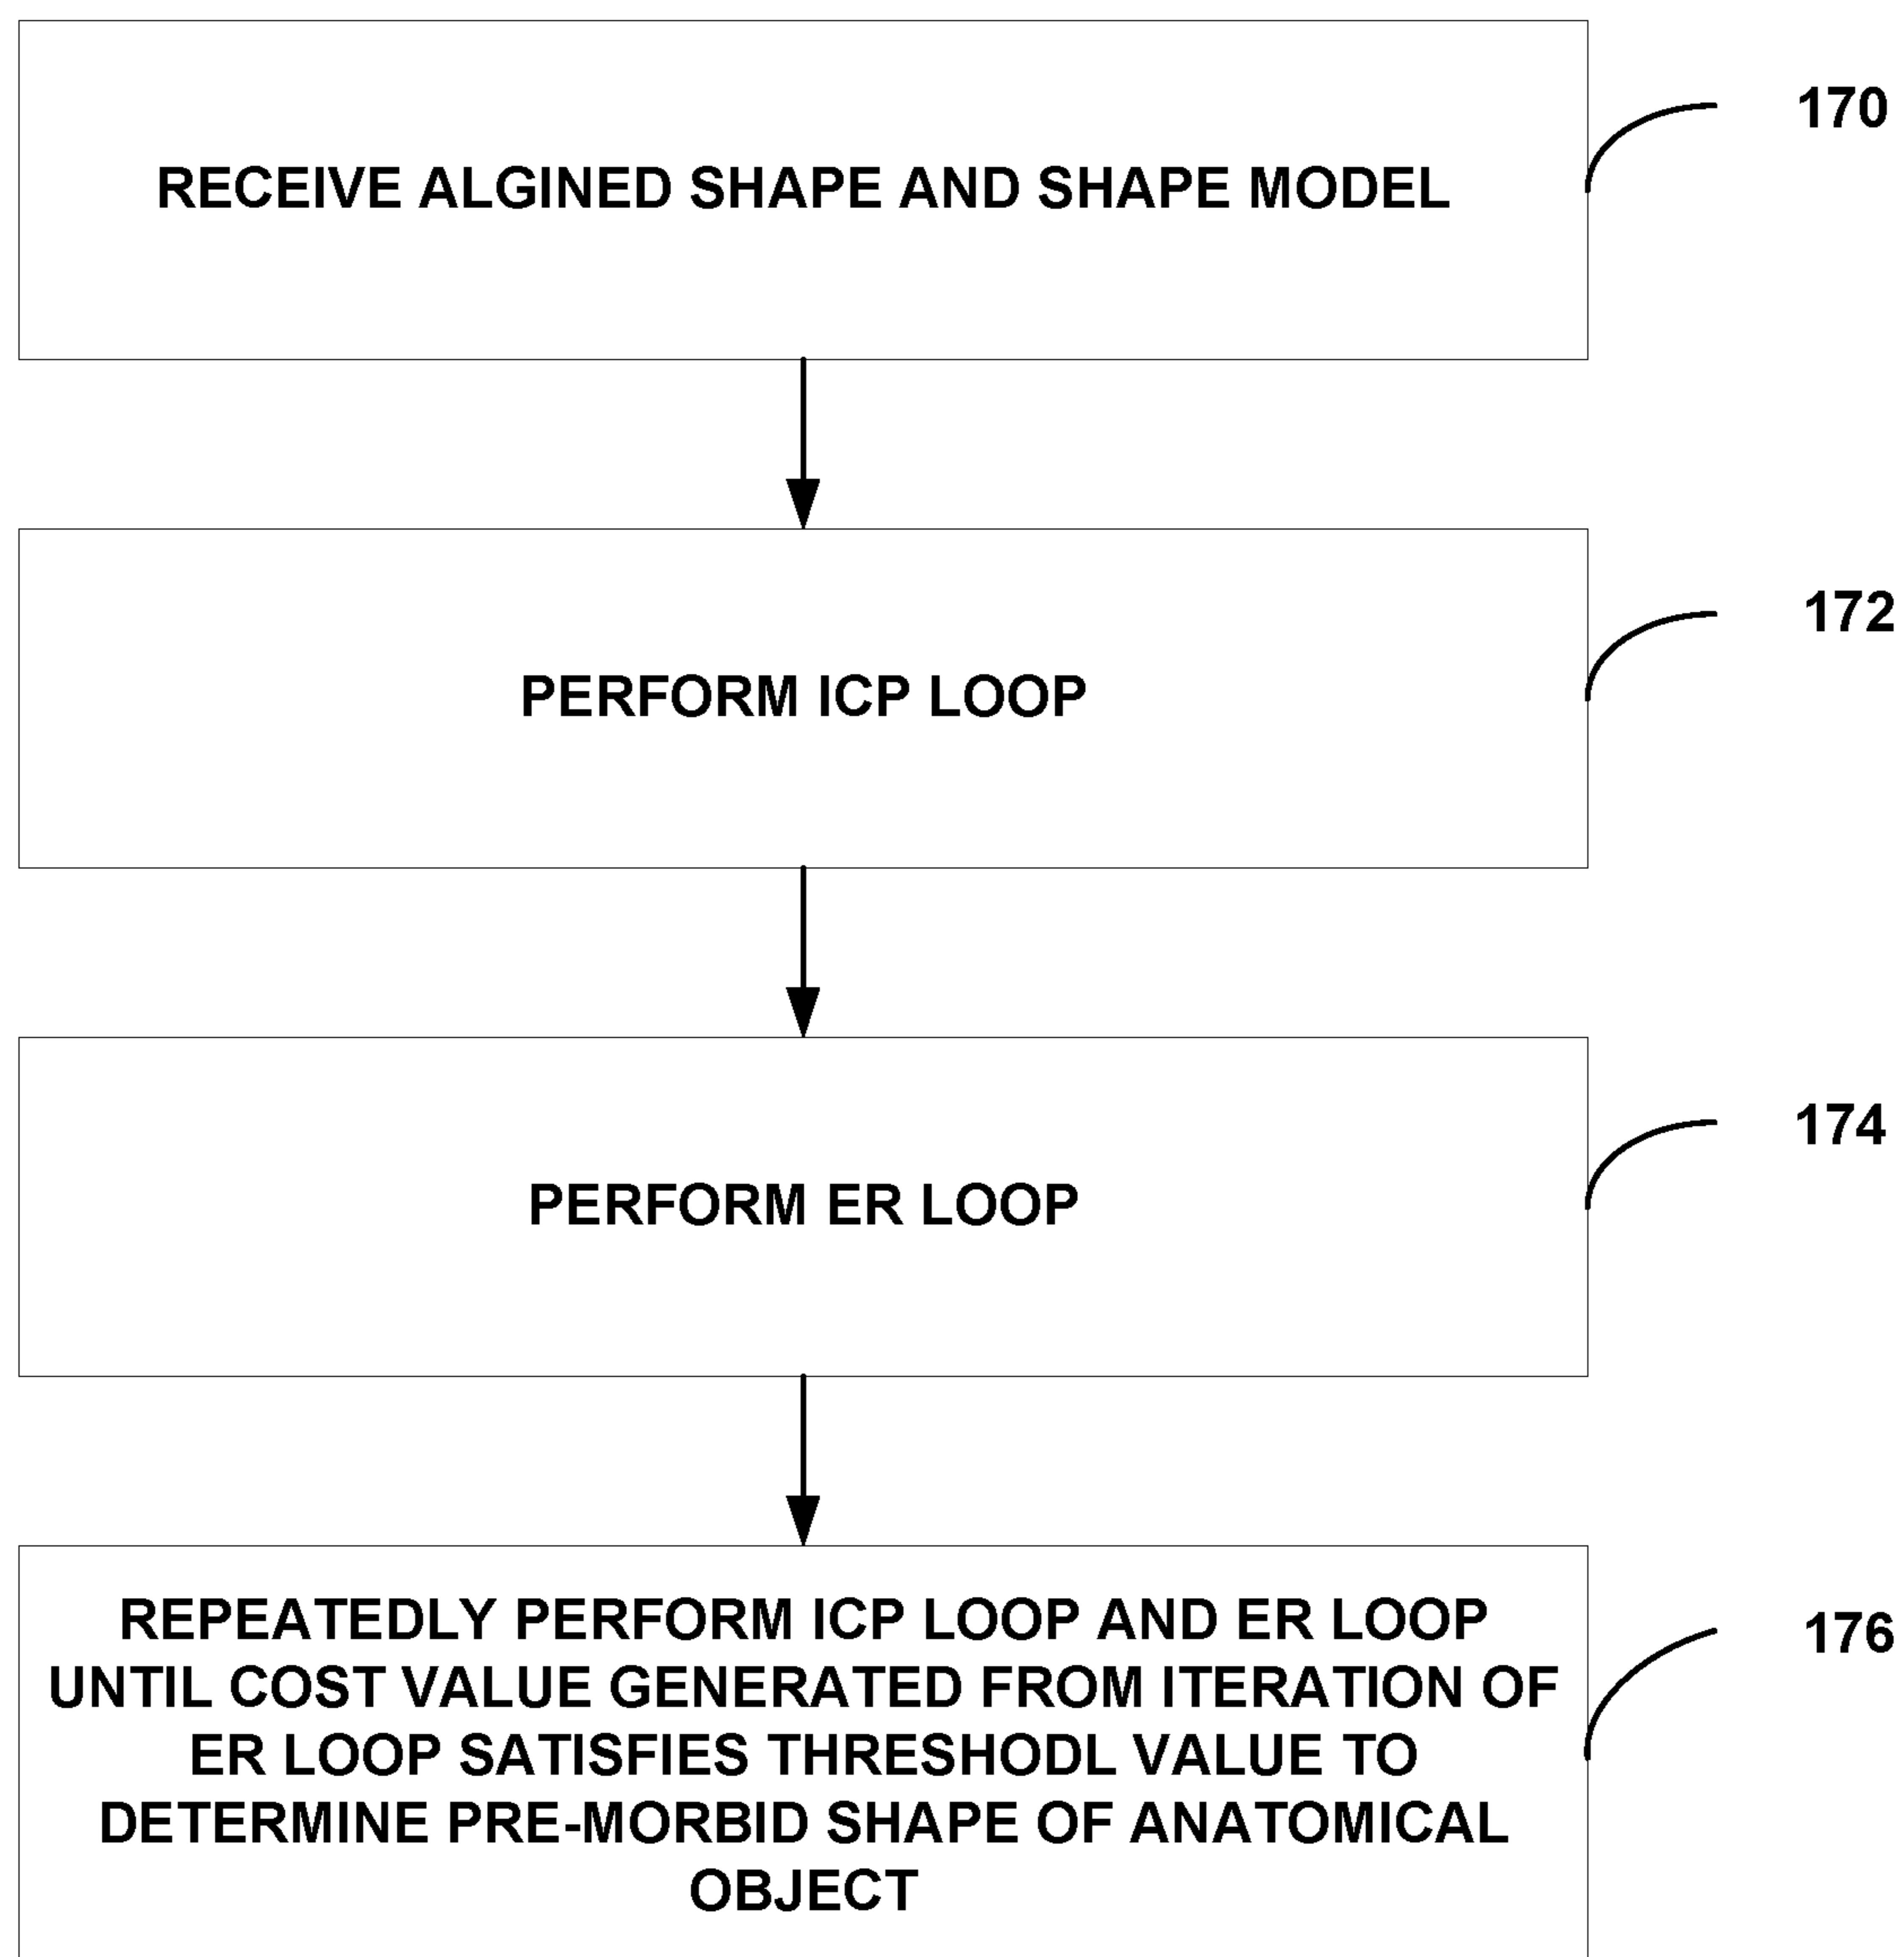 RECEIVE ALGINED SHAPE AND SHAPE MODEL
170
PERFORM ICP LOOP
172
PERFORM ER LOOP
174
REPEATEDLY PERFORM ICP LOOP AND ER LOOP
UNTIL COST VALUE GENERATED FROM ITERATION OF
ER LOOP SATISFIES THRESHODL VALUE TO
DETERMINE PRE-MORBID SHAPE OF ANATOMICAL
OBJECT
176